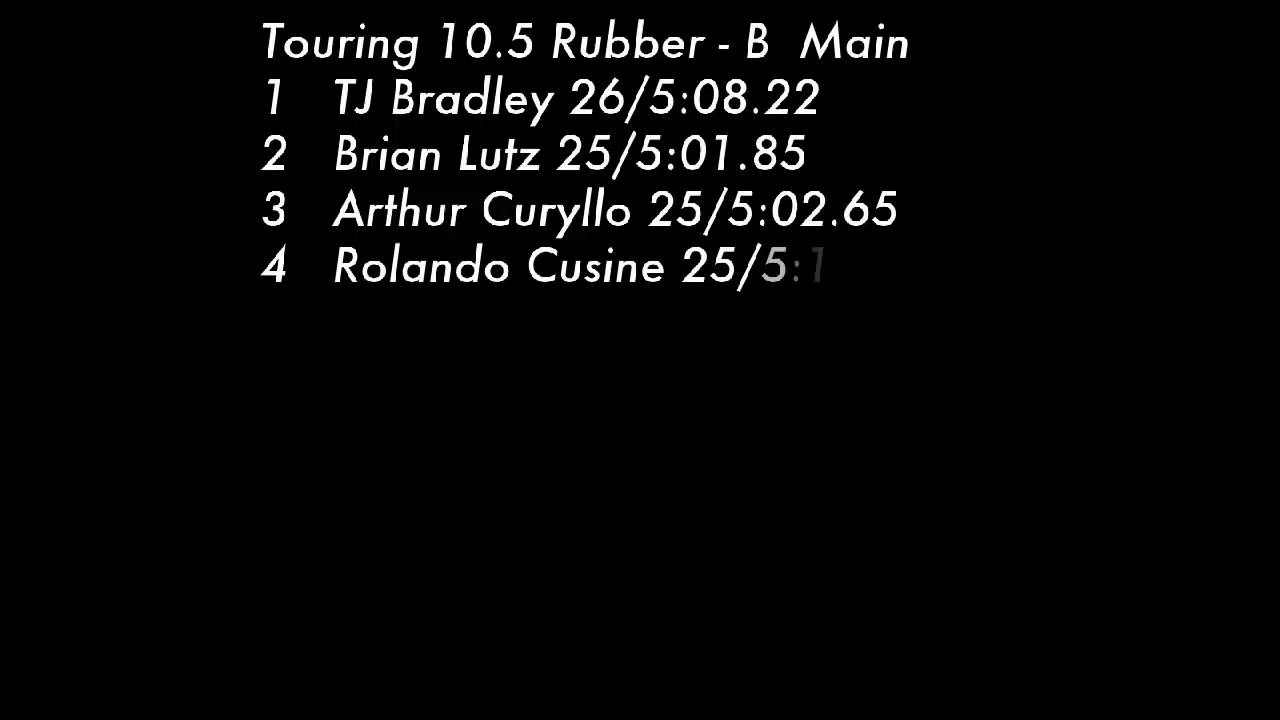 Touring 10.5 Rubber - B Main
1 TJ Bradley 26/5:08.22
2 Brian Lutz 25/5:01.85
3 Arthur Curyllo 25/5:02.65
4 Rolando Cusine 25/5:1